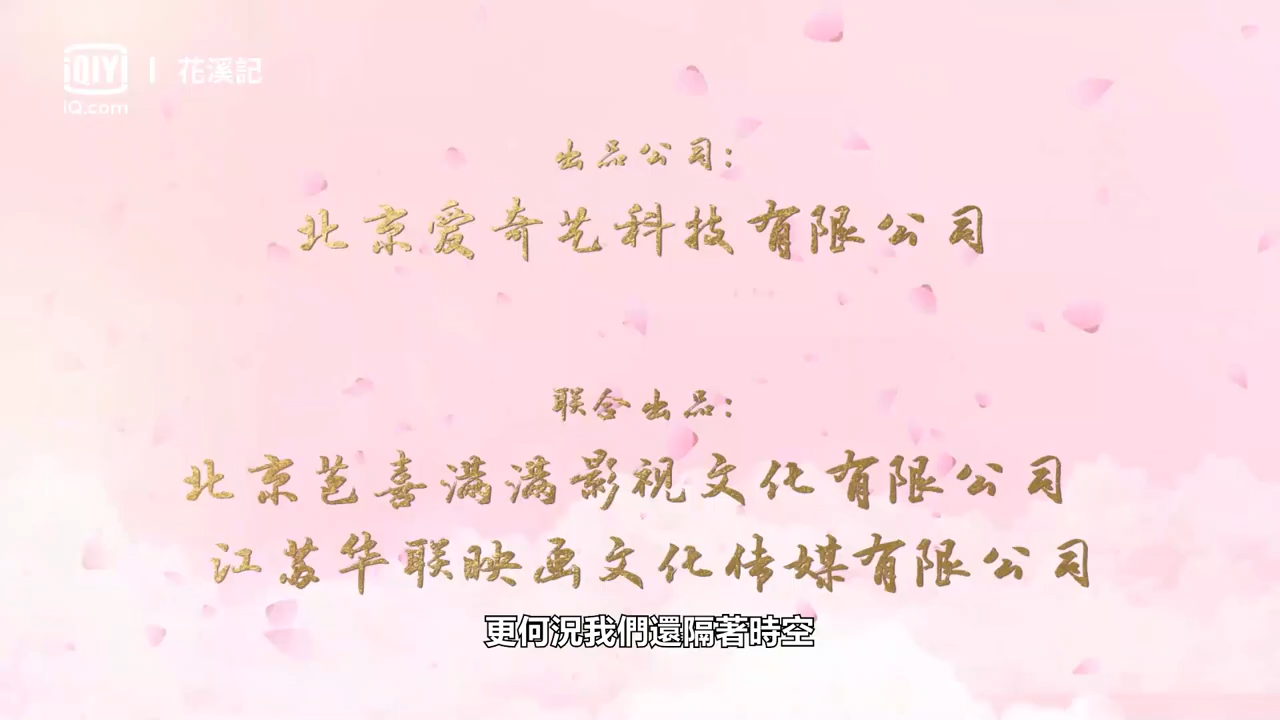 iQIYI | 花溪記
iQ.com
出品公司:
北京爱奇艺科技有限公司
联合出品:
北京芭喜满满影视文化有限公司
江苏华联映画文化传媒有限公司
更何況我們還隔著時空